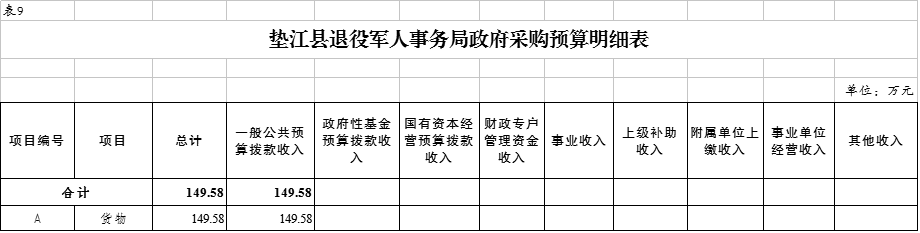 表9
垫江县退役军人事务局政府采购预算明细表
单位：万元
项目编号 项目 总计 一般公共预算拨款收入 政府性基金预算拨款收入 国有资本经营预算拨款收入 财政专户管理资金收入 事业收入 上级补助收入 附属单位上缴收入 事业单位经营收入 其他收入
合计 149.58 149.58
A 货物 149.58 149.58